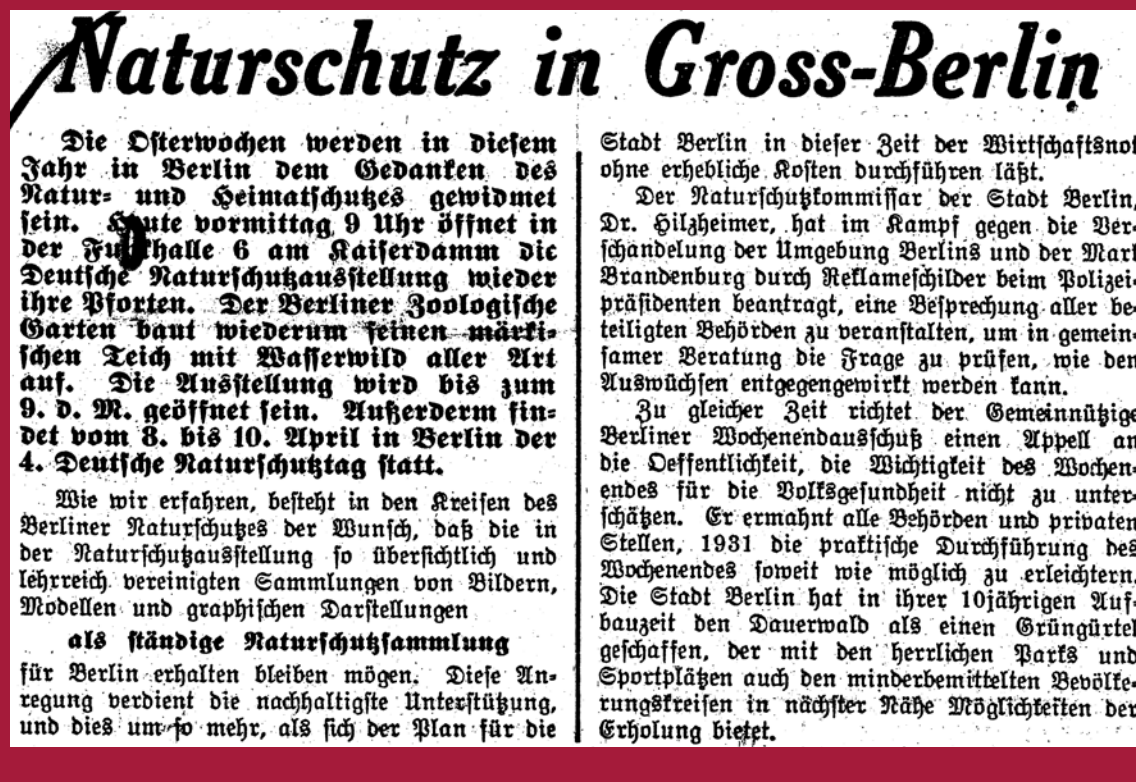 Naturschutz in Gross-Berlin
Die Osterwochen werden in diesem
Jahr in Berlin dem Gedanken des
Natur- und Heimatschutzes gewidmet
sein. Heute vormittag 9 Uhr öffnet in
der Funkhalle 6 am Kaiserdamm die
Deutsche Naturschutzausstellung wieder
ihre Pforten. Der Berliner Zoologische
Garten baut wiederum seinen märki-
schen Teich mit Wasserwild aller Art
auf. Die Ausstellung wird bis zum
9. d. M. geöffnet sein. Außerderm fin-
det vom 8. bis 10. April in Berlin der
4. Deutsche Naturschutztag statt.
Wie wir erfahren, besteht in den Kreisen des
Berliner Naturschutzes der Wunsch, daß die in
der Naturschutzausstellung so übersichtlich und
lehrreich vereinigten Sammlungen von Bildern,
Modellen und graphischen Darstellungen
als ständige Naturschutzsammlung
für Berlin erhalten bleiben mögen. Diese An-
regung verdient die nachhaltigste Unterstützung,
und dies um so mehr, als sich der Plan für die
Stadt Berlin in dieser Zeit der Wirtschaftsnot
ohne erhebliche Kosten durchführen läßt.
Der Naturschutzkommissar der Stadt Berlin,
Dr. Hilzheimer, hat im Kampf gegen die Ver-
schandelung der Umgebung Berlins und der Mark
Brandenburg durch Reklameschilder beim Polizei-
präsidenten beantragt, eine Besprechung aller be-
teiligten Behörden zu veranstalten, um in gemein-
samer Beratung die Frage zu prüfen, wie den
Auswüchsen entgegengewirkt werden kann.
Zu gleicher Zeit richtet der Gemeinnützige
Berliner Wochenendausschuß einen Appell an
die Oeffentlichkeit, die Wichtigkeit des Wochen-
endes für die Volksgesundheit nicht zu unter-
schätzen. Er ermahnt alle Behörden und privaten
Stellen, 1931 die praktische Durchführung des
Wochenendes soweit wie möglich zu erleichtern.
Die Stadt Berlin hat in ihrer 10jährigen Auf-
bauzeit den Dauerwald als einen Grüngürtel
geschaffen, der mit den herrlichen Parks und
Sportplätzen auch den minderbemittelten Bevölke-
rungskreisen in nächster Nähe Möglichkeiten der
Erholung bietet.